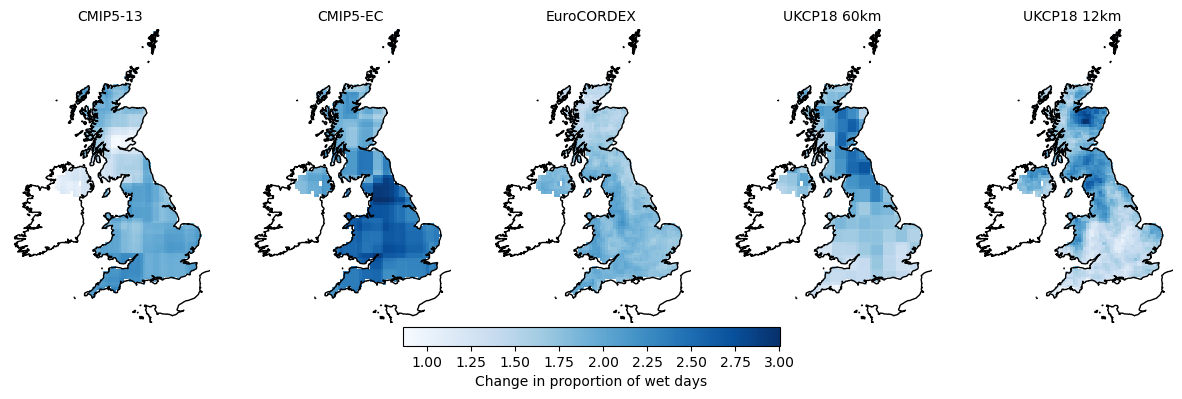 CMIP5-13 CMIP5-EC EuroCORDEX UKCP18 60km UKCP18 12km
1.00 1.25 1.50 1.75 2.00 2.25 2.50 2.75 3.00
Change in proportion of wet days